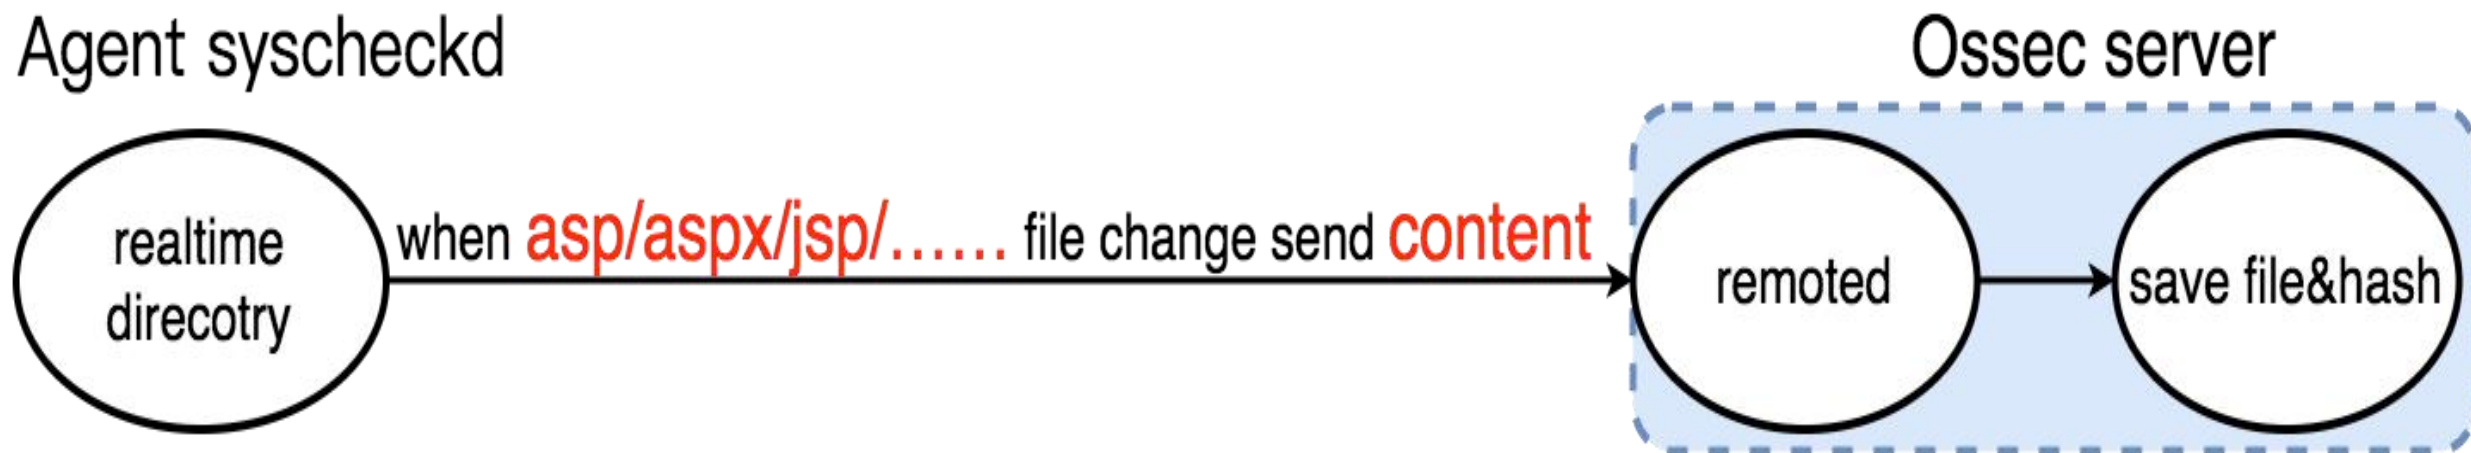 Agent syscheckd
Ossec server
realtime
direcotry
when asp/aspx/jsp/...... file change send content
remoted
save file&hash